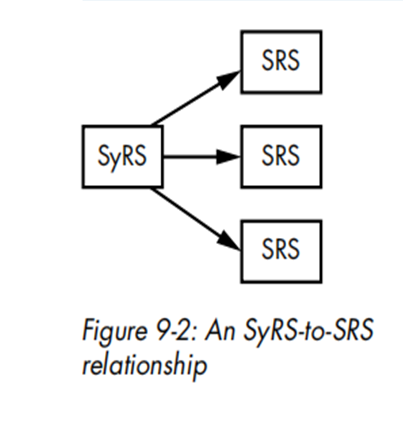 SRS
SyRS
SRS
SRS
Figure 9-2: An SyRS-to-SRS
relationship